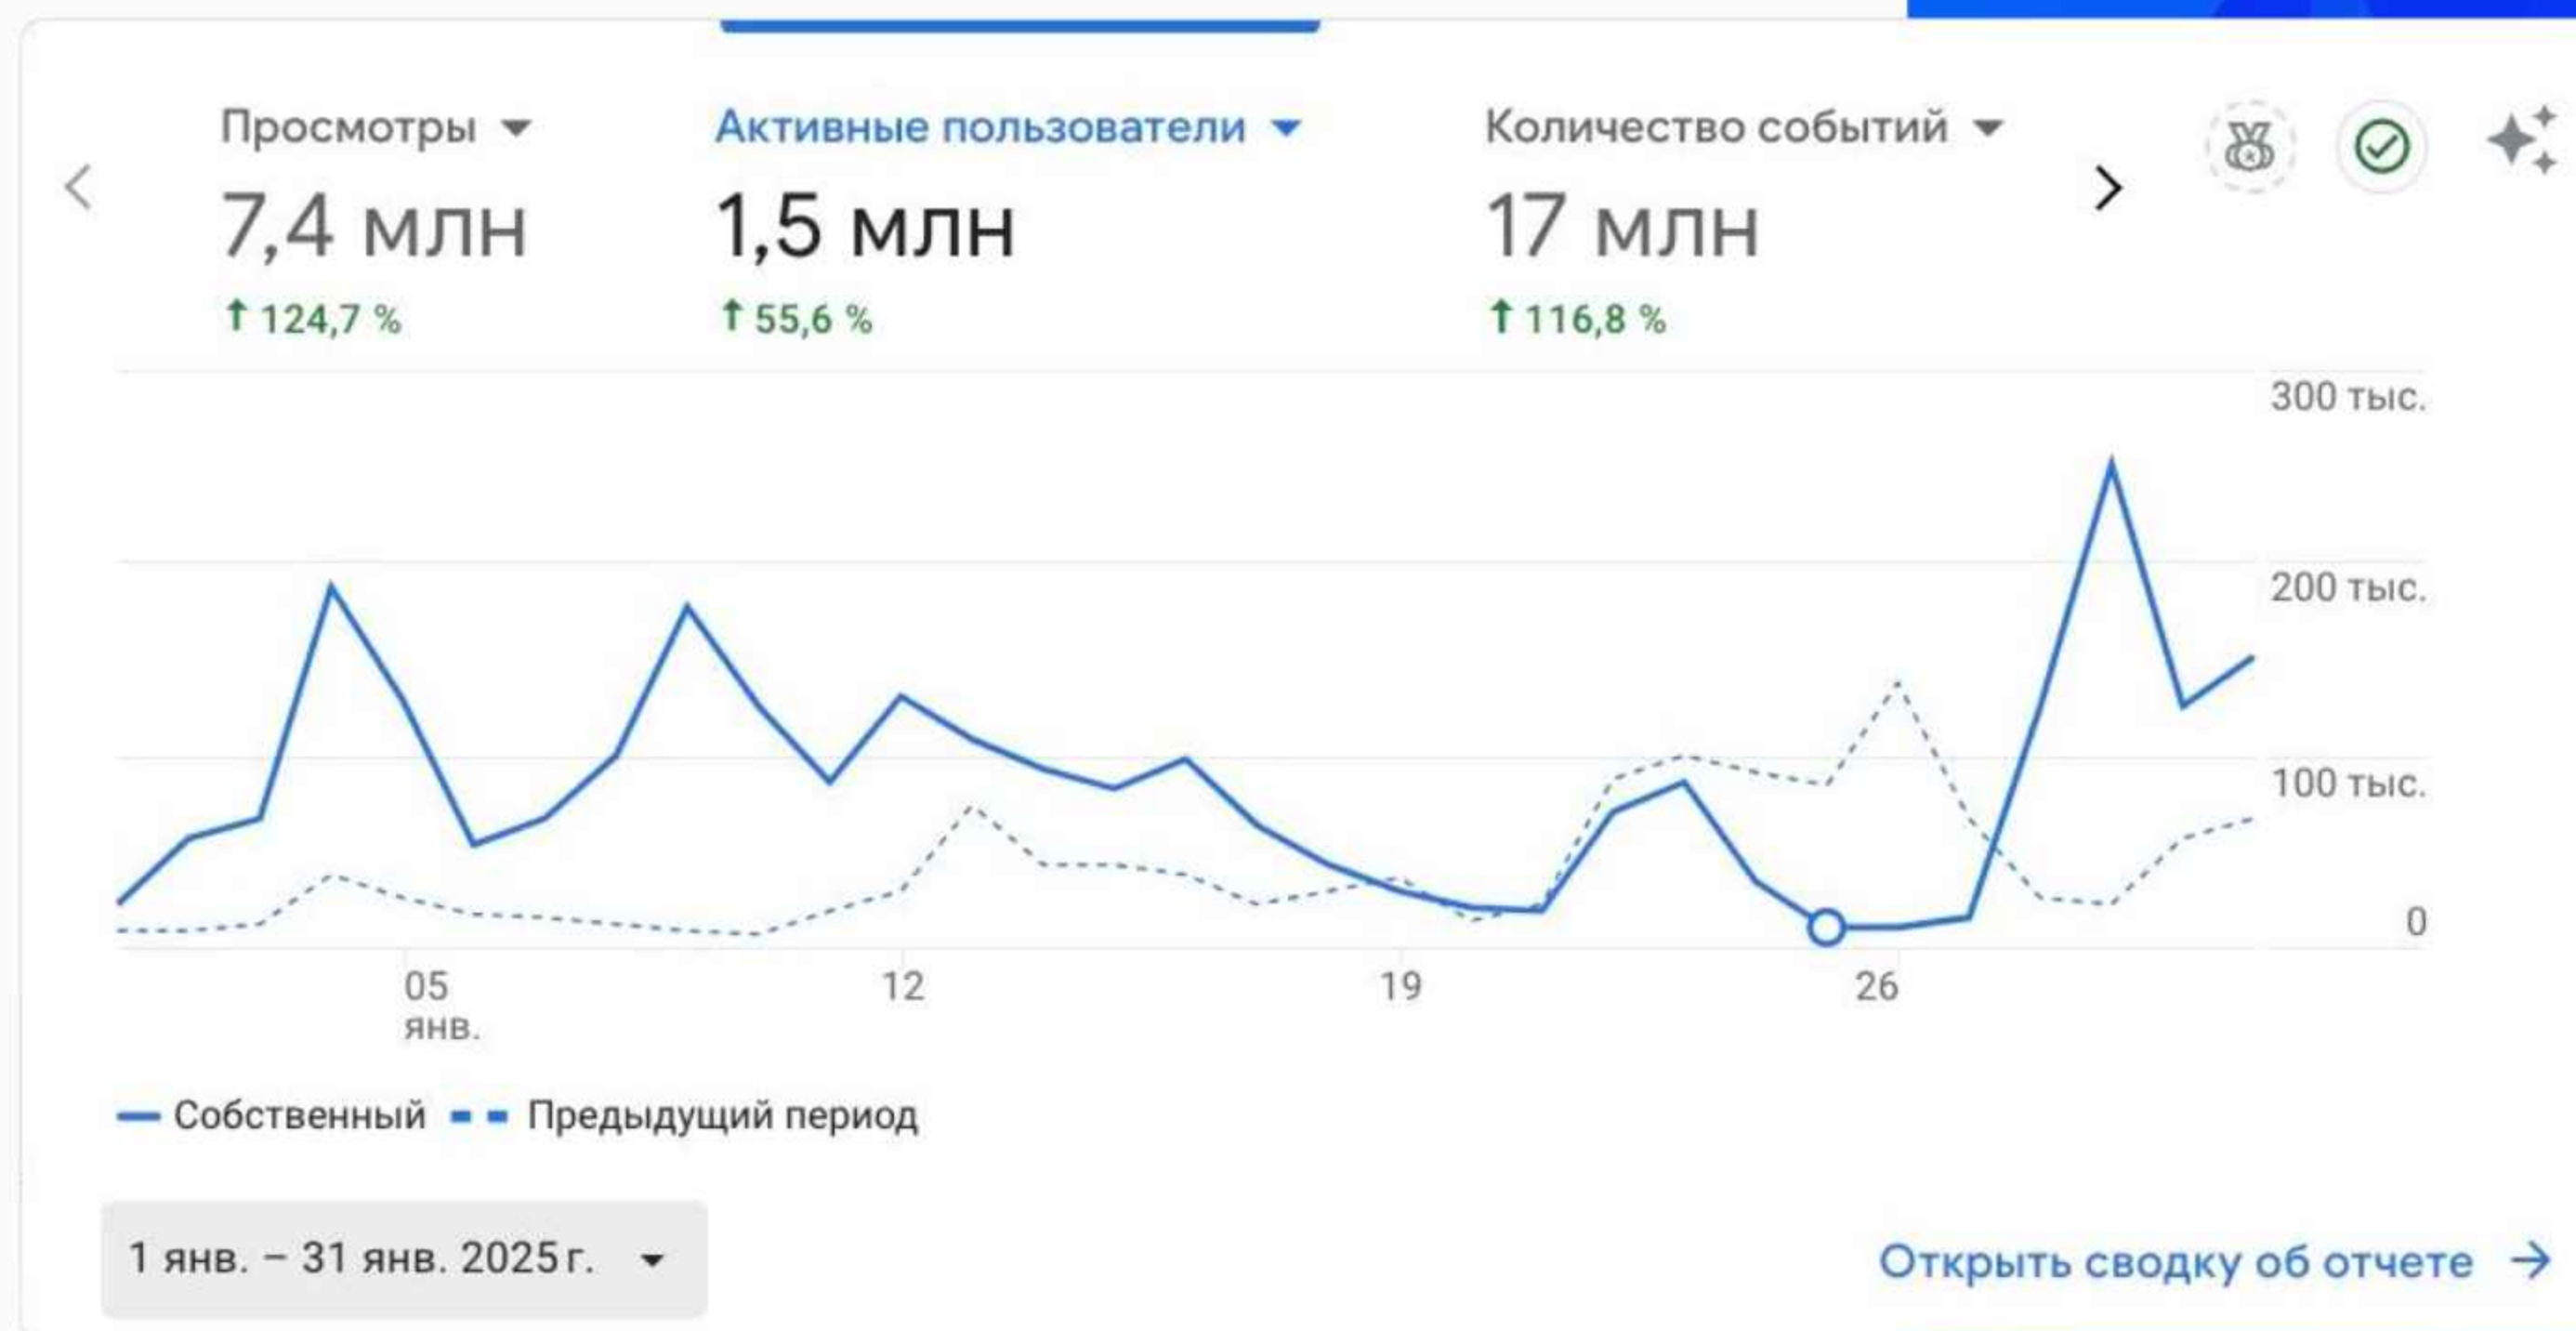 Просмотры
Активные пользователи
Количество событий
7,4 млн
1,5 млн
17 млн
124,7 %
55,6 %
116,8 %
300 тыс.
200 тыс.
100 тыс.
0
05
янв.
12
19
26
Собственный
Предыдущий период
1 янв. – 31 янв. 2025 г.
Открыть сводку об отчете